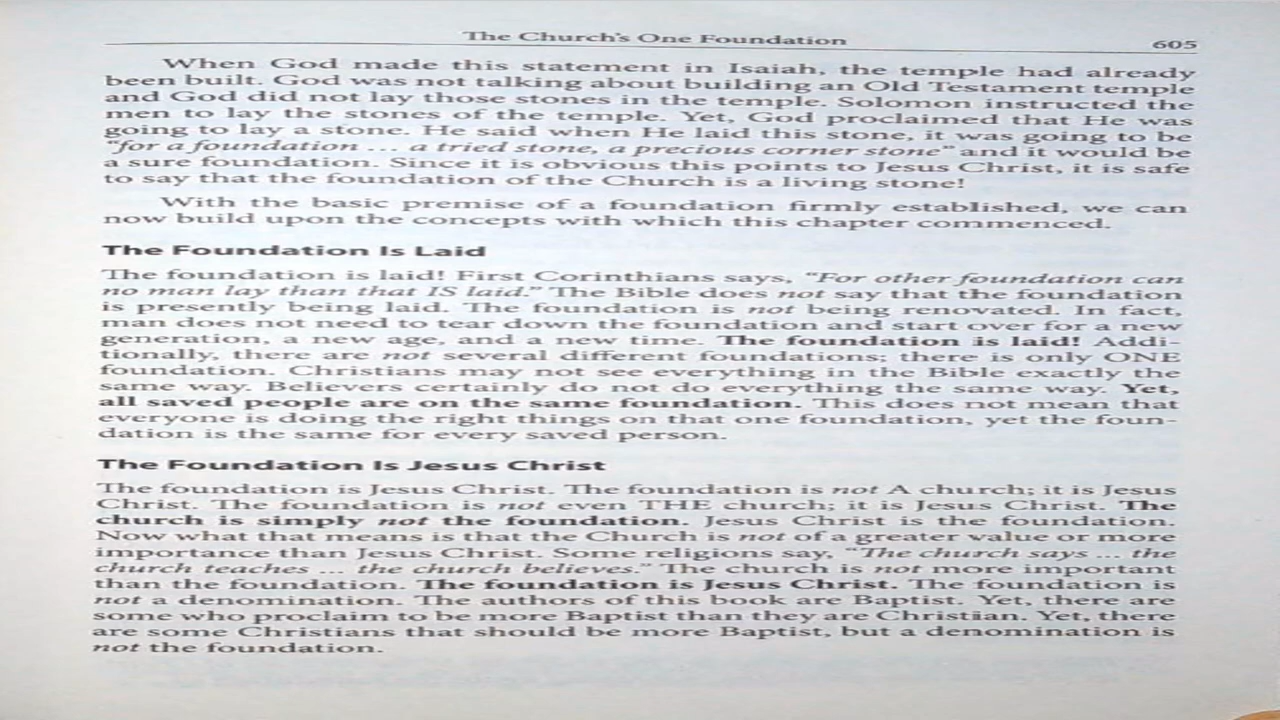 The Church's One Foundation
605
When God made this statement in Isaiah, the temple had already
been built. God was not talking about building an Old Testament temple
and God did not lay those stones in the temple. Solomon instructed the
men to lay the stones of the temple. Yet, God proclaimed that He was
going to lay a stone. He said when He laid this stone, it was going to be
"for a foundation ... a tried stone, a precious corner stone" and it would be
a sure foundation. Since it is obvious this points to Jesus Christ, it is safe
to say that the foundation of the Church is a living stone!
With the basic premise of a foundation firmly established, we can
now build upon the concepts with which this chapter commenced.
The Foundation Is Laid
The foundation is laid! First Corinthians says, "For other foundation can
no man lay than that IS laid." The Bible does not say that the foundation
is presently being laid. The foundation is not being renovated. In fact,
man does not need to tear down the foundation and start over for a new
generation, a new age, and a new time. The foundation is laid! Addi-
tionally, there are not several different foundations; there is only ONE
foundation. Christians may not see everything in the Bible exactly the
same way. Believers certainly do not do everything the same way. Yet,
all saved people are on the same foundation. This does not mean that
everyone is doing the right things on that one foundation, yet the foun-
dation is the same for every saved person.
The Foundation Is Jesus Christ
The foundation is Jesus Christ. The foundation is not A church; it is Jesus
Christ. The foundation is not even THE church; it is Jesus Christ. The
church is simply not the foundation. Jesus Christ is the foundation.
Now what that means is that the Church is not of a greater value or more
importance than Jesus Christ. Some religions say, "The church says ... the
church teaches .... the church believes." The church is not more important
than the foundation. The foundation is Jesus Christ. The foundation is
not a denomination. The authors of this book are Baptist. Yet, there are
some who proclaim to be more Baptist than they are Christian. Yet, there
are some Christians that should be more Baptist, but a denomination is
not the foundation.